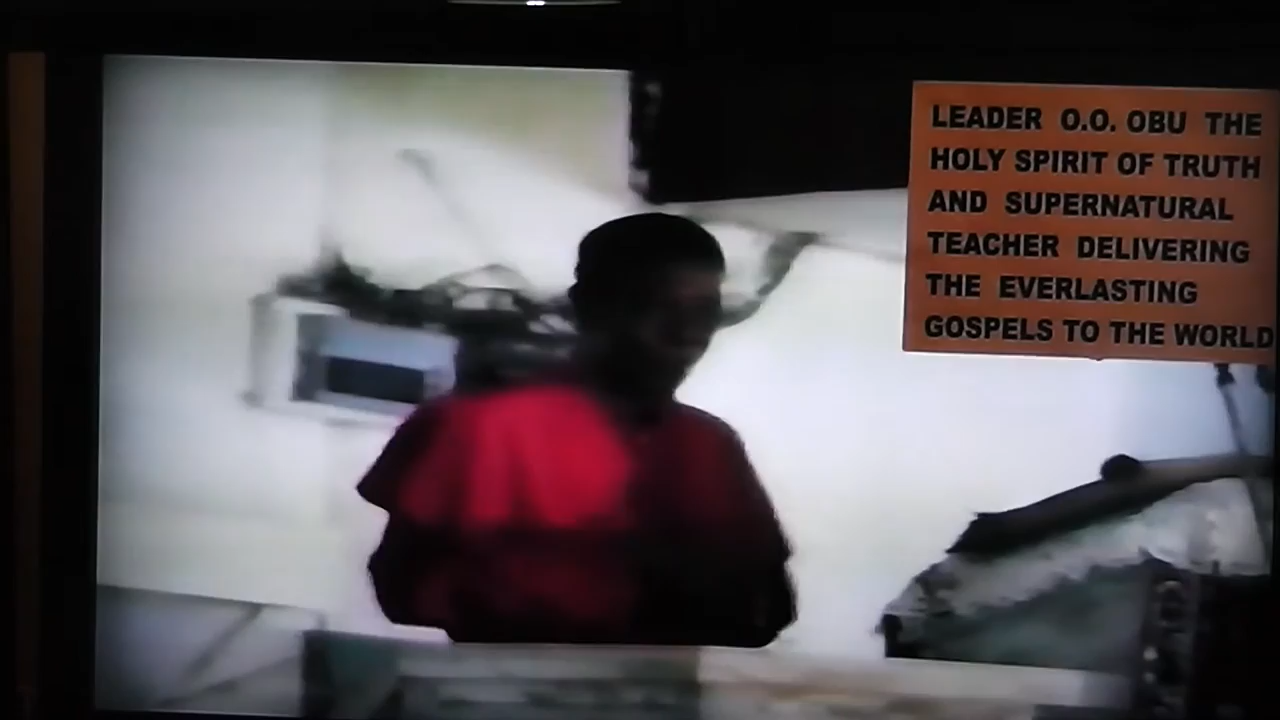 LEADER O.O. OBU THE
HOLY SPIRIT OF TRUTH
AND SUPERNATURAL
TEACHER DELIVERING
THE EVERLASTING
GOSPELS TO THE WORLD